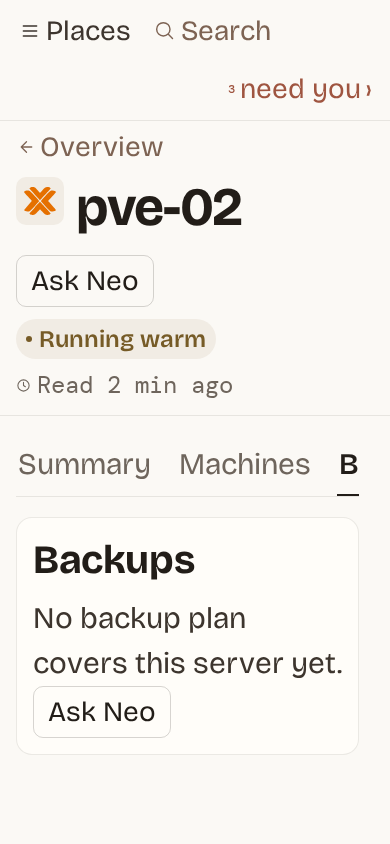 Places Search
3 need you ›
← Overview
pve-02
Ask Neo
• Running warm
Read 2 min ago
Summary Machines B
Backups
No backup plan
covers this server yet.
Ask Neo